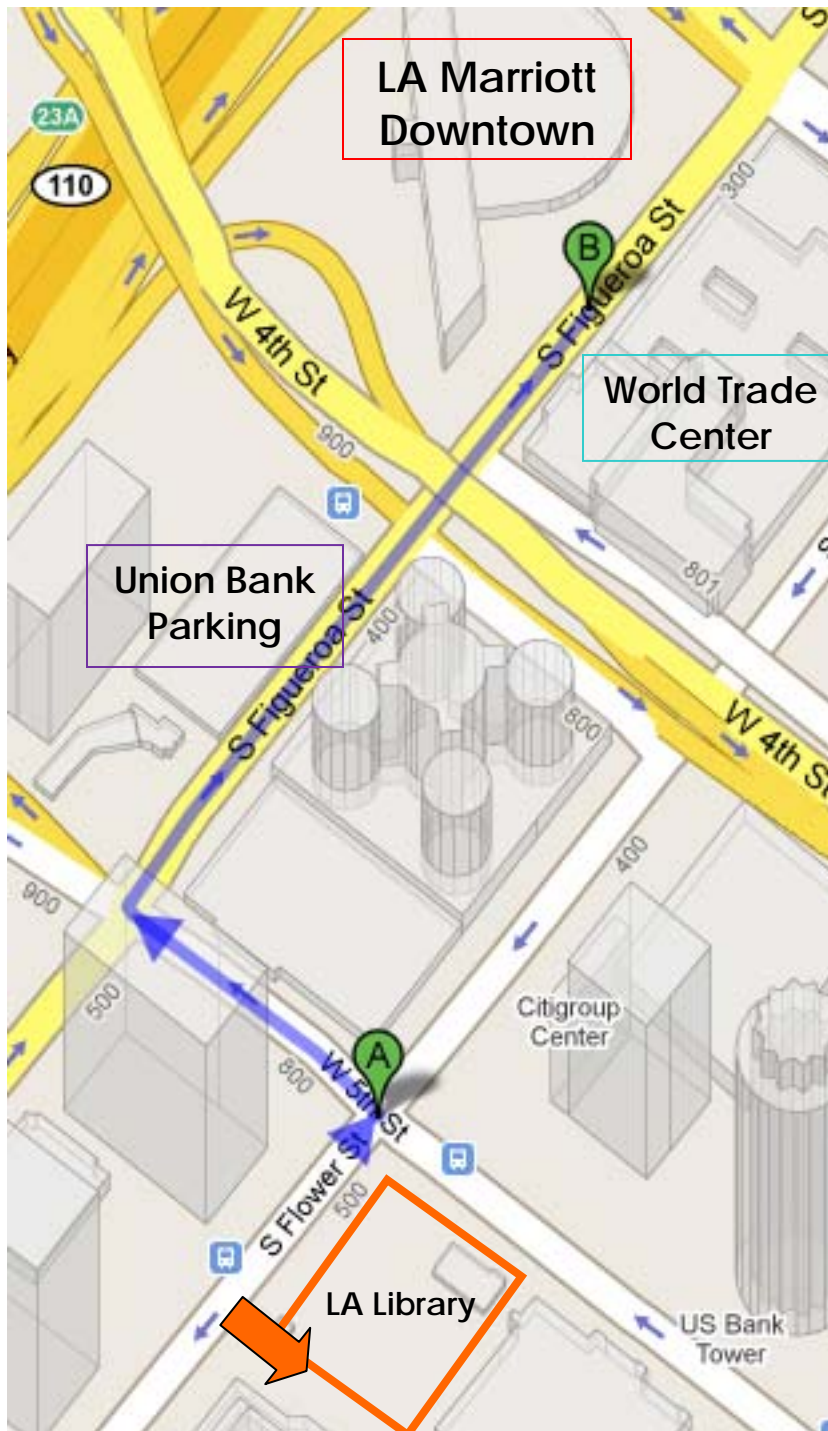 LA Marriott
Downtown
23A
110
300
B
S Figueroa St
W 4th St
World Trade
Center
900
801
Union Bank
Parking
400
S Figueroa St
800
W 4th St
400
900
500
Citigroup
Center
A
800
W 5th St
S Flower St
500
LA Library
US Bank
Tower